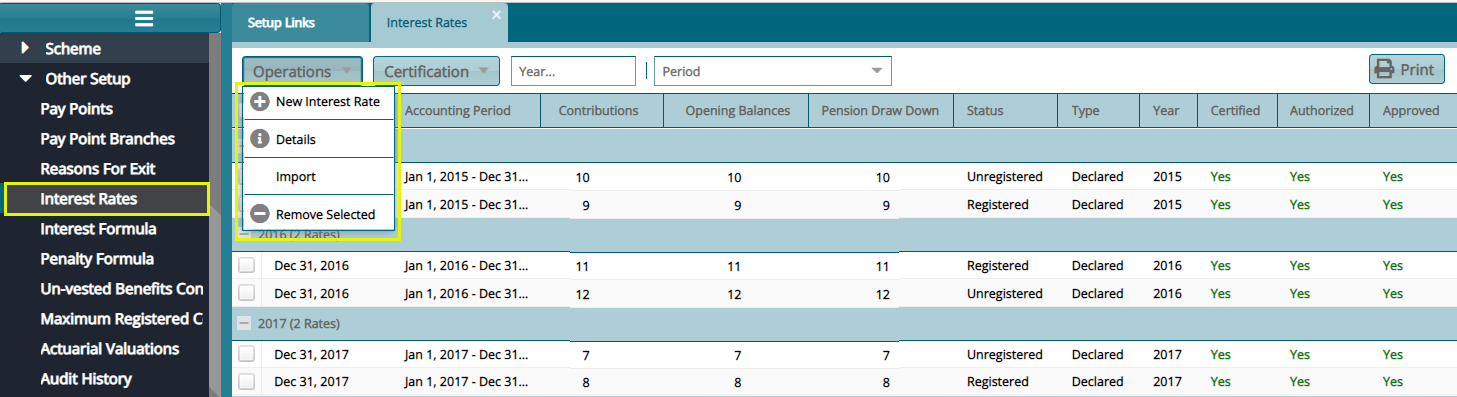 Setup Links Interest Rates ×
Scheme
Other Setup
Pay Points
Pay Point Branches
Reasons For Exit
Interest Rates
Interest Formula
Penalty Formula
Un-vested Benefits Con
Maximum Registered C
Actuarial Valuations
Audit History
Operations Certification Year... Period Print
New Interest Rate
Details
Import
Remove Selected
Accounting Period Contributions Opening Balances Pension Draw Down Status Type Year Certified Authorized Approved
Jan 1, 2015 - Dec 31... 10 10 10 Unregistered Declared 2015 Yes Yes Yes
Jan 1, 2015 - Dec 31... 9 9 9 Registered Declared 2015 Yes Yes Yes
2016 (2 Rates)
Dec 31, 2016 Jan 1, 2016 - Dec 31... 11 11 11 Registered Declared 2016 Yes Yes Yes
Dec 31, 2016 Jan 1, 2016 - Dec 31... 12 12 12 Unregistered Declared 2016 Yes Yes Yes
2017 (2 Rates)
Dec 31, 2017 Jan 1, 2017 - Dec 31... 7 7 7 Unregistered Declared 2017 Yes Yes Yes
Dec 31, 2017 Jan 1, 2017 - Dec 31... 8 8 8 Registered Declared 2017 Yes Yes Yes